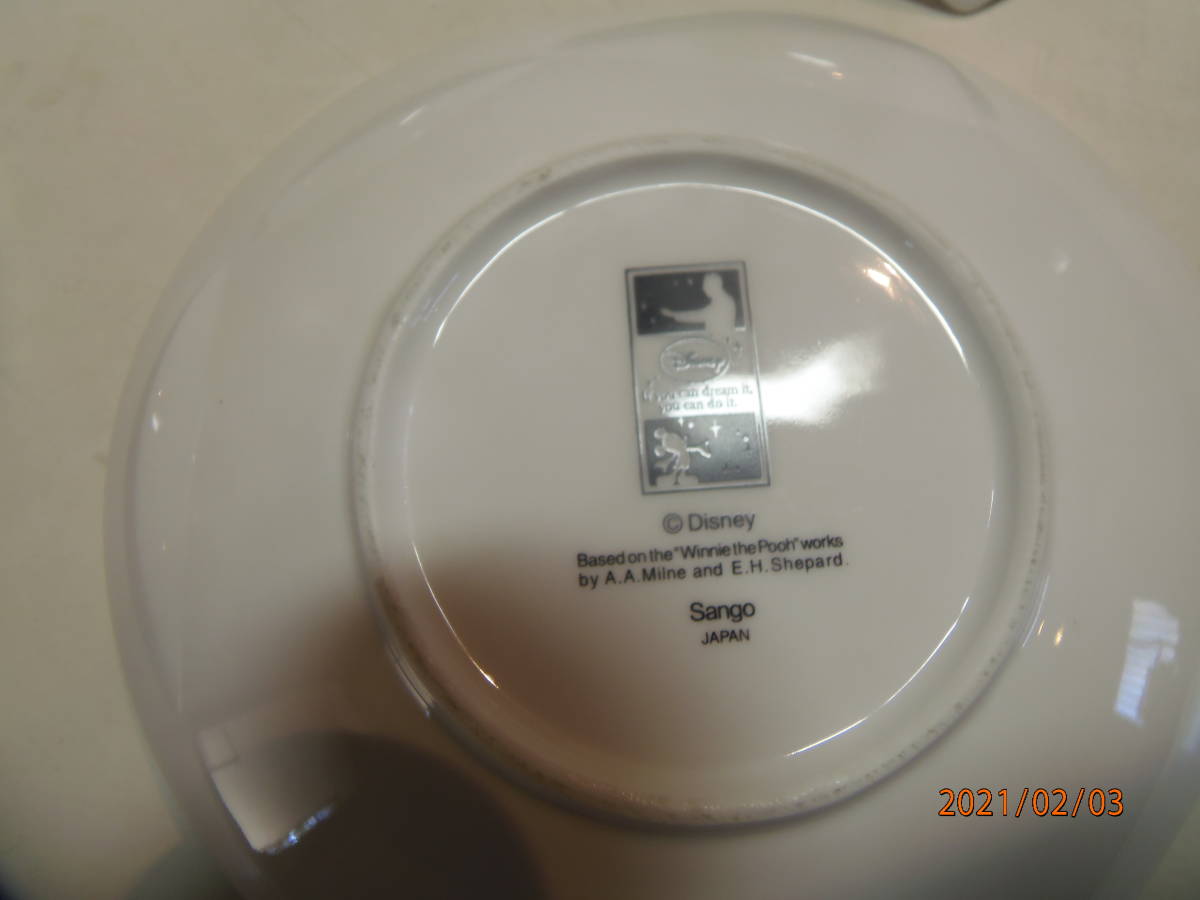 Disney
If you can dream it,
you can do it.
© Disney
Based on the "Winnie the Pooh" works
by A.A.Milne and E.H.Shepard.
Sango
JAPAN
2021/02/03